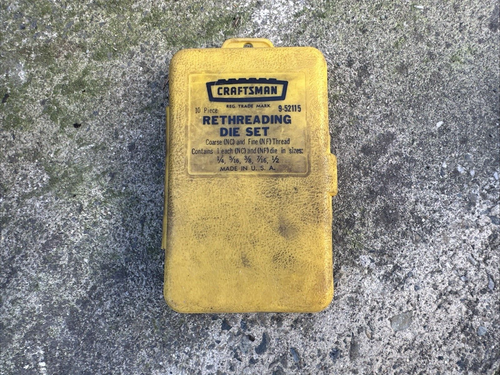 CRAFTSMAN
REG. TRADE MARK
10 Piece 9-52115
RETHREADING
DIE SET
Coarse (NC) and Fine (NF) Thread
Contains 1 each (NC) and (NF) die in sizes:
1/4, 5/16, 3/8, 7/16, 1/2
MADE IN U.S.A.